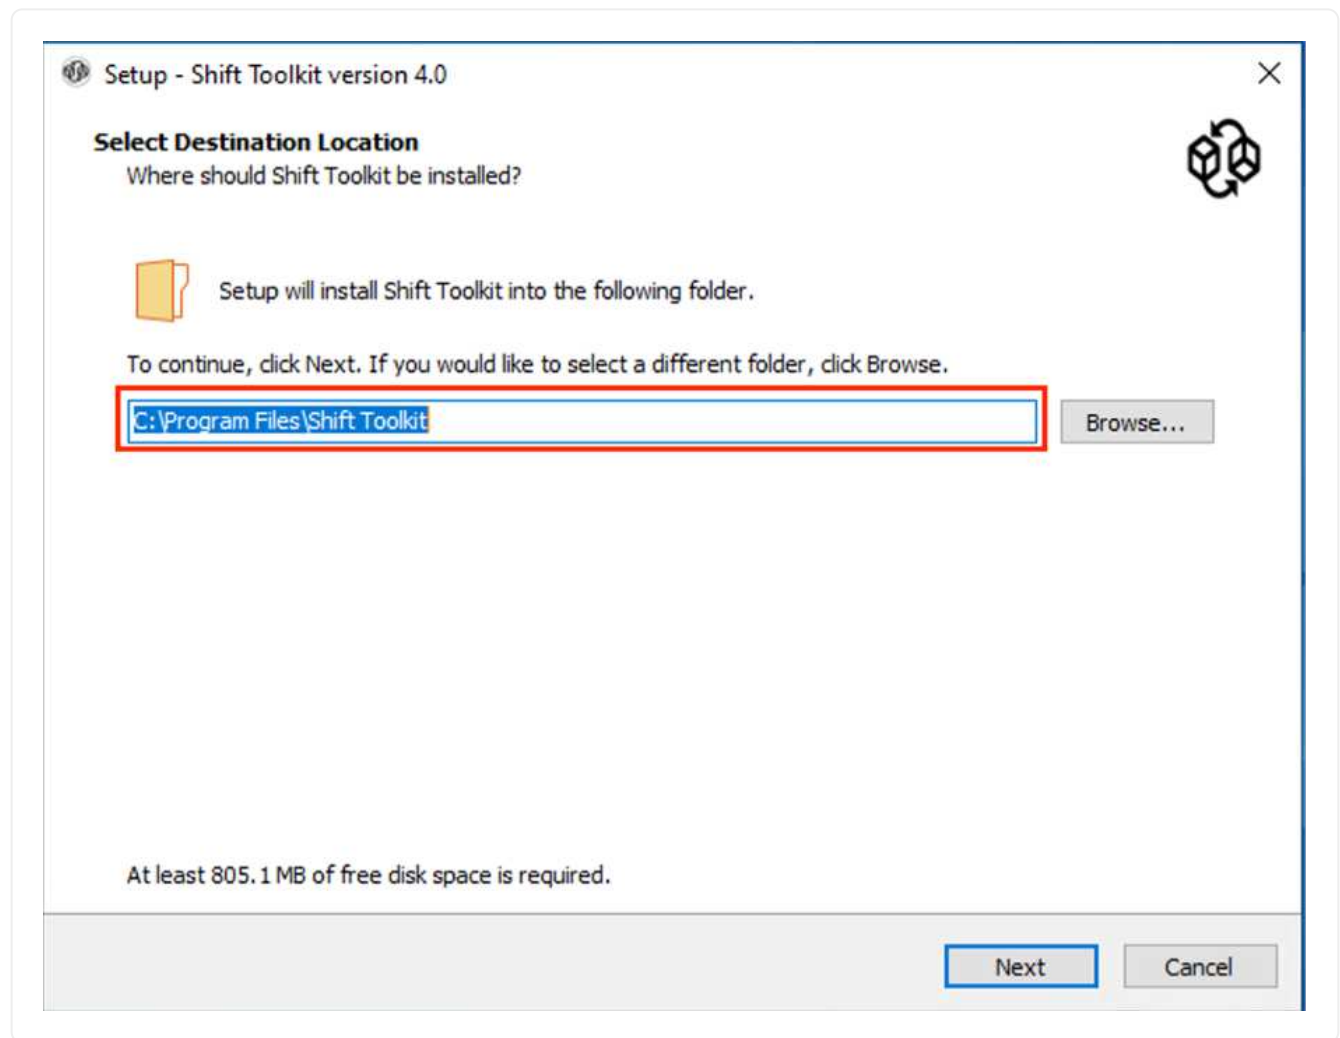 Setup - Shift Toolkit version 4.0
Select Destination Location
Where should Shift Toolkit be installed?
Setup will install Shift Toolkit into the following folder.
To continue, click Next. If you would like to select a different folder, click Browse.
C:\Program Files\Shift Toolkit
Browse...
At least 805.1 MB of free disk space is required.
Next
Cancel